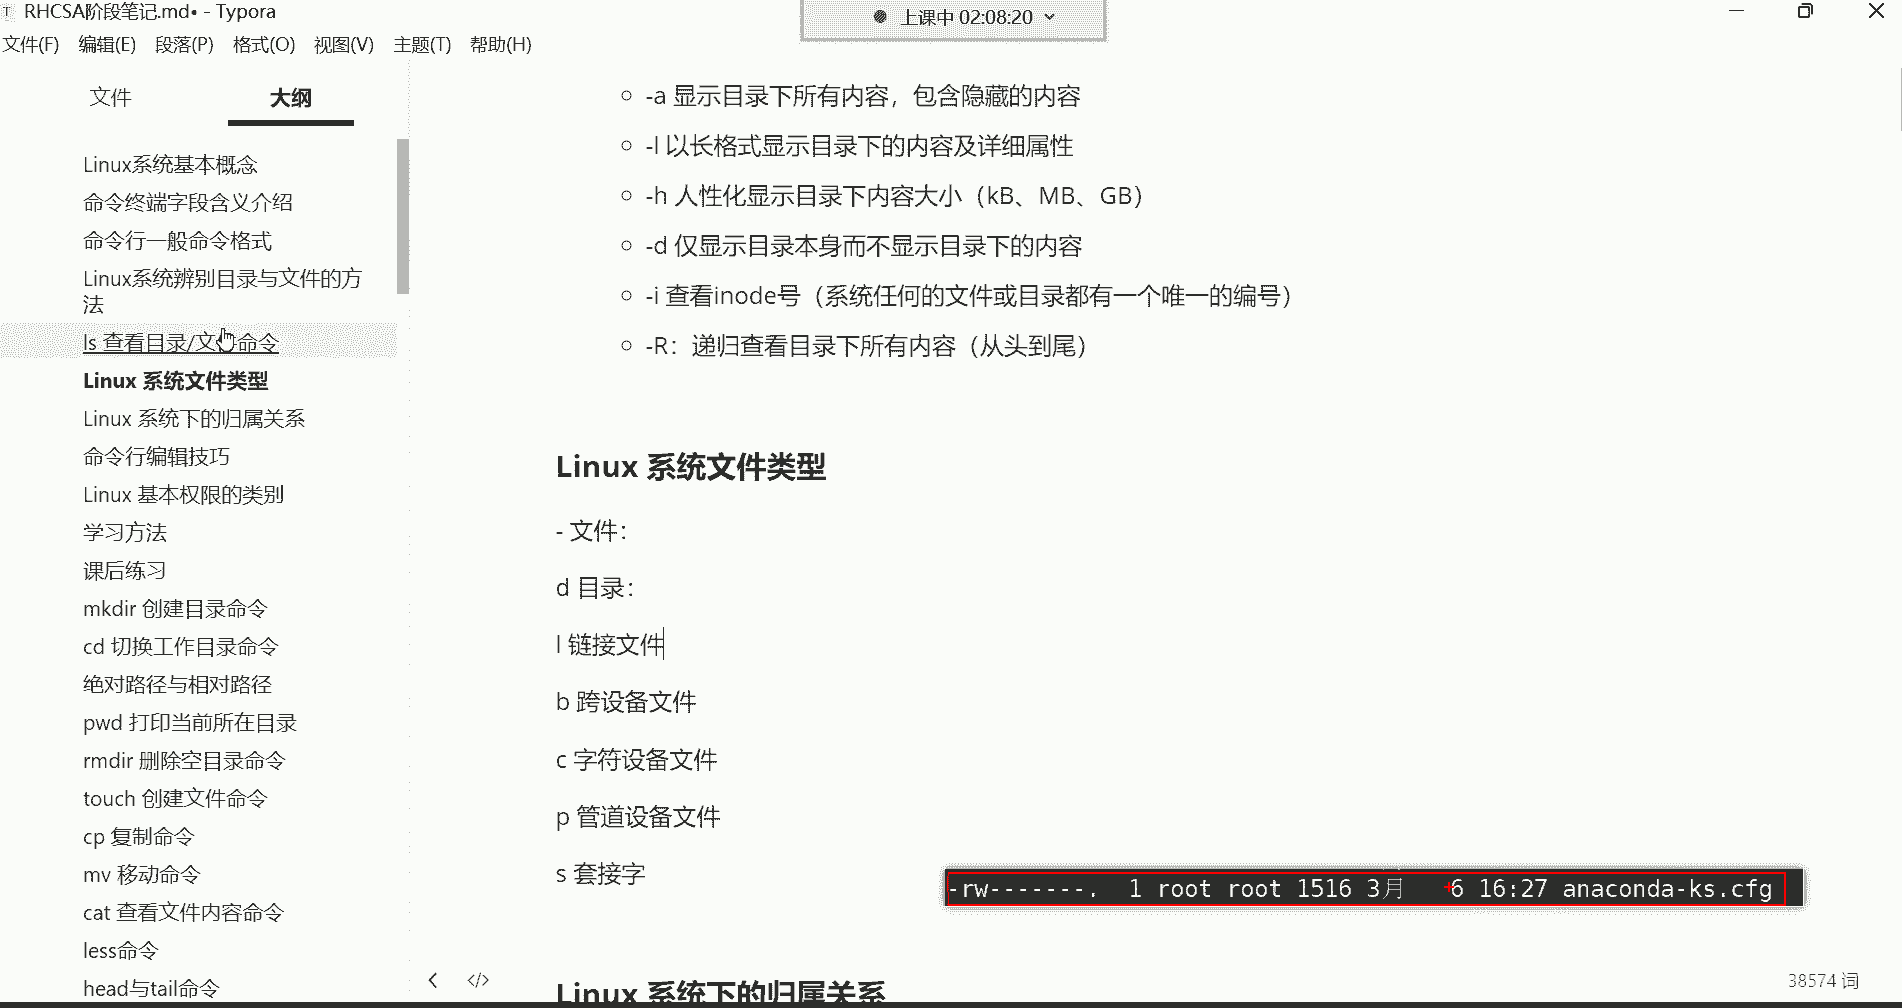 RHCSA阶段笔记.md• - Typora
上课中 02:08:20
文件(F) 编辑(E) 段落(P) 格式(O) 视图(V) 主题(T) 帮助(H)
文件 大纲
Linux系统基本概念
命令终端字段含义介绍
命令行一般命令格式
Linux系统辨别目录与文件的方
法
ls 查看目录/文件命令
Linux 系统文件类型
Linux 系统下的归属关系
命令行编辑技巧
Linux 基本权限的类别
学习方法
课后练习
mkdir 创建目录命令
cd 切换工作目录命令
绝对路径与相对路径
pwd 打印当前所在目录
rmdir 删除空目录命令
touch 创建文件命令
cp 复制命令
mv 移动命令
cat 查看文件内容命令
less命令
head与tail命令
-a 显示目录下所有内容，包含隐藏的内容
-l 以长格式显示目录下的内容及详细属性
-h 人性化显示目录下内容大小（kB、MB、GB）
-d 仅显示目录本身而不显示目录下的内容
-i 查看inode号（系统任何的文件或目录都有一个唯一的编号）
-R：递归查看目录下所有内容（从头到尾）
Linux 系统文件类型
- 文件：
d 目录：
l 链接文件
b 跨设备文件
c 字符设备文件
p 管道设备文件
s 套接字
-rw-------. 1 root root 1516 3月 6 16:27 anaconda-ks.cfg
Linux 系统下的归属关系
38574 词